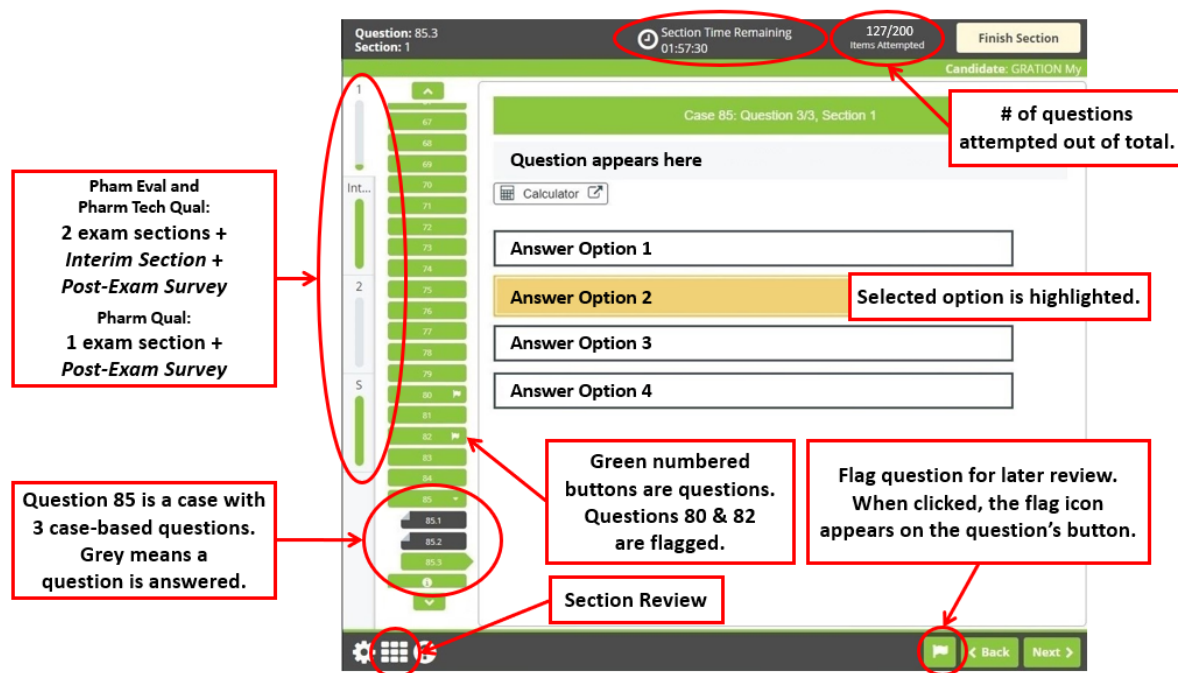 Question: 85.3
Section: 1
Section Time Remaining
01:57:30
127/200
Items Attempted
Finish Section
Candidate: GRATION My
1
Int...
2
S
67
68
69
70
71
72
73
74
75
76
77
78
79
80
81
82
83
84
85
85.1
85.2
85.3
Case 85: Question 3/3, Section 1
Question appears here
Calculator
Answer Option 1
Answer Option 2
Answer Option 3
Answer Option 4
# of questions
attempted out of total.
Pham Eval and
Pharm Tech Qual:
2 exam sections +
Interim Section +
Post-Exam Survey
Pharm Qual:
1 exam section +
Post-Exam Survey
Selected option is highlighted.
Question 85 is a case with
3 case-based questions.
Grey means a
question is answered.
Green numbered
buttons are questions.
Questions 80 & 82
are flagged.
Flag question for later review.
When clicked, the flag icon
appears on the question’s button.
Section Review
Back
Next